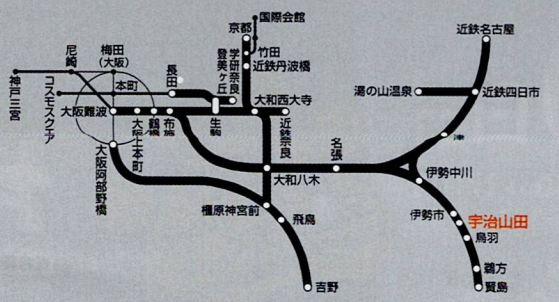 国際会館
京都
竹田
近鉄丹波橋
近鉄名古屋
尼崎
梅田
(大阪)
長田
学研奈良
登美ヶ丘
神戸三宮
コスモスクエア
本町
湯の山温泉
近鉄四日市
大阪難波
大阪上本町
鶴橋
布施
生駒
大和西大寺
近鉄奈良
津
大阪阿部野橋
大和八木
名張
伊勢中川
橿原神宮前
飛鳥
伊勢市
宇治山田
鳥羽
鵜方
吉野
賢島